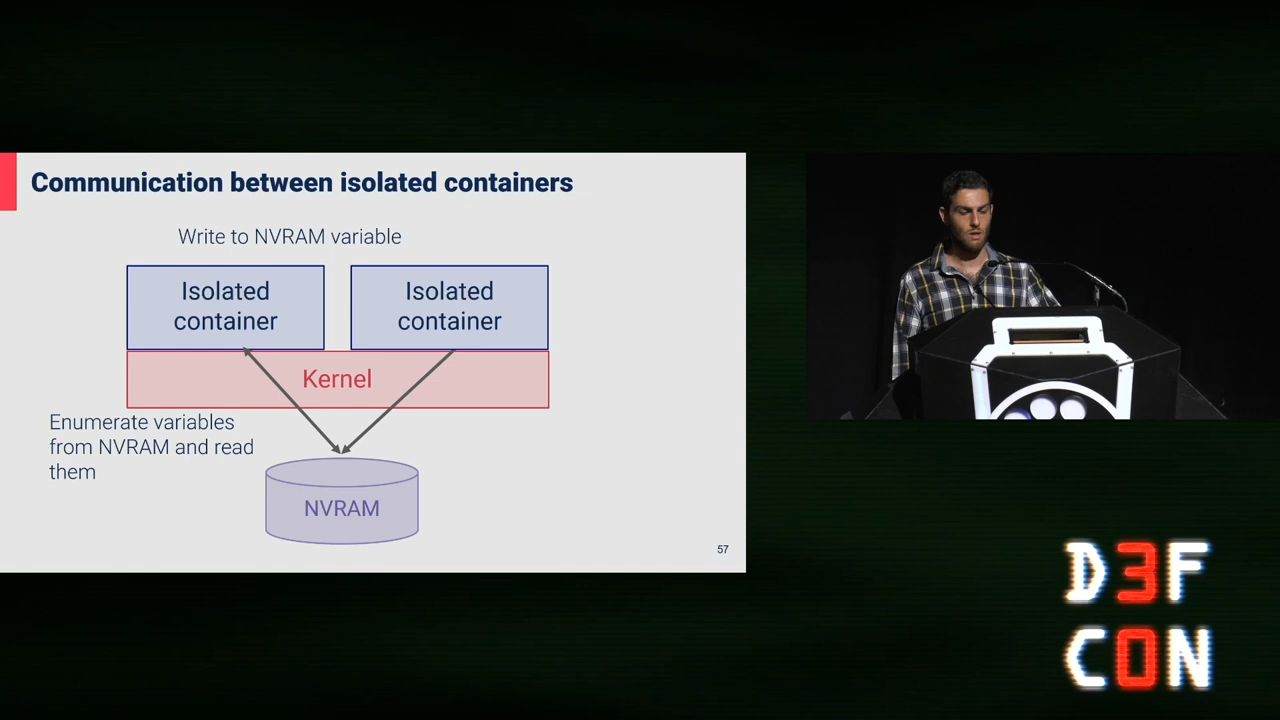 Communication between isolated containers
Write to NVRAM variable
Isolated
container
Isolated
container
Kernel
Enumerate variables
from NVRAM and read
them
NVRAM
57
D3F
C0N